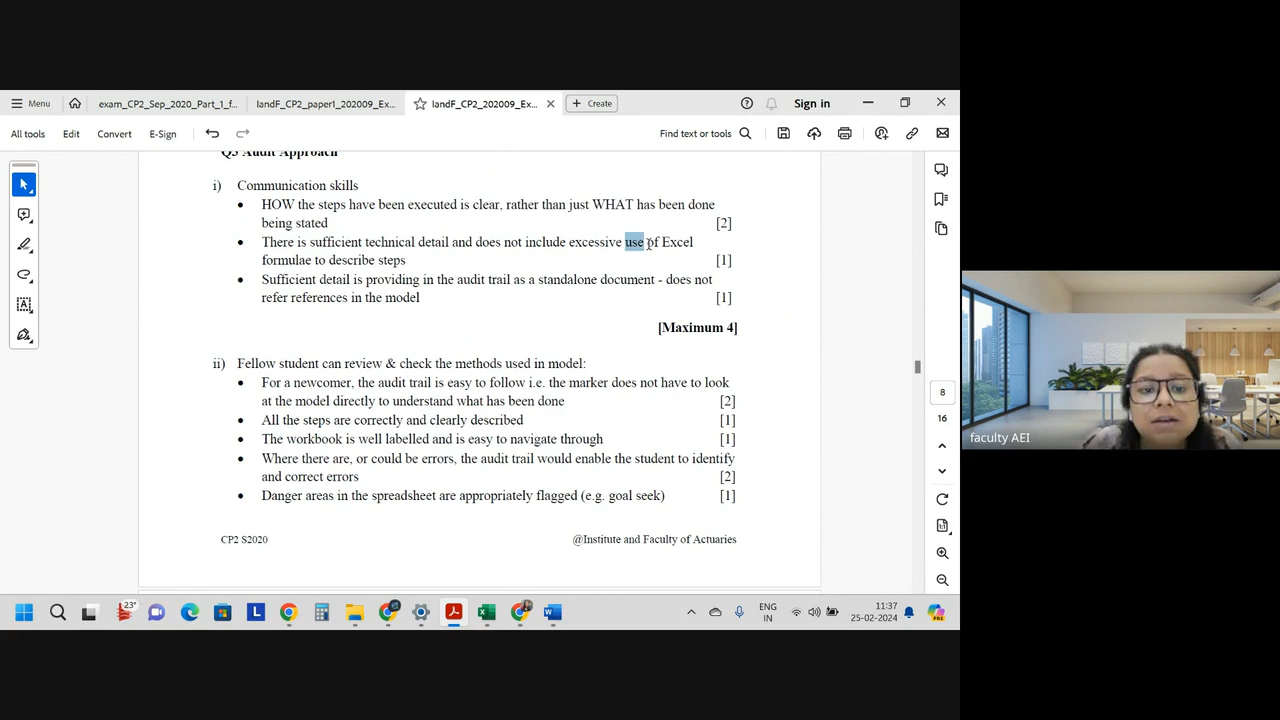 Menu
exam_CP2_Sep_2020_Part_1_f...
IandF_CP2_paper1_202009_Ex...
IandF_CP2_202009_Ex...
Create
Sign in
All tools
Edit
Convert
E-Sign
Find text or tools
Q3 Audit Approach
i) Communication skills
• HOW the steps have been executed is clear, rather than just WHAT has been done
being stated [2]
• There is sufficient technical detail and does not include excessive use of Excel
formulae to describe steps [1]
• Sufficient detail is providing in the audit trail as a standalone document - does not
refer references in the model [1]
[Maximum 4]
ii) Fellow student can review & check the methods used in model:
• For a newcomer, the audit trail is easy to follow i.e. the marker does not have to look
at the model directly to understand what has been done [2]
• All the steps are correctly and clearly described [1]
• The workbook is well labelled and is easy to navigate through [1]
• Where there are, or could be errors, the audit trail would enable the student to identify
and correct errors [2]
• Danger areas in the spreadsheet are appropriately flagged (e.g. goal seek) [1]
CP2 S2020 @Institute and Faculty of Actuaries
8
16
faculty AEI
23°
L
ENG
IN
11:37
25-02-2024